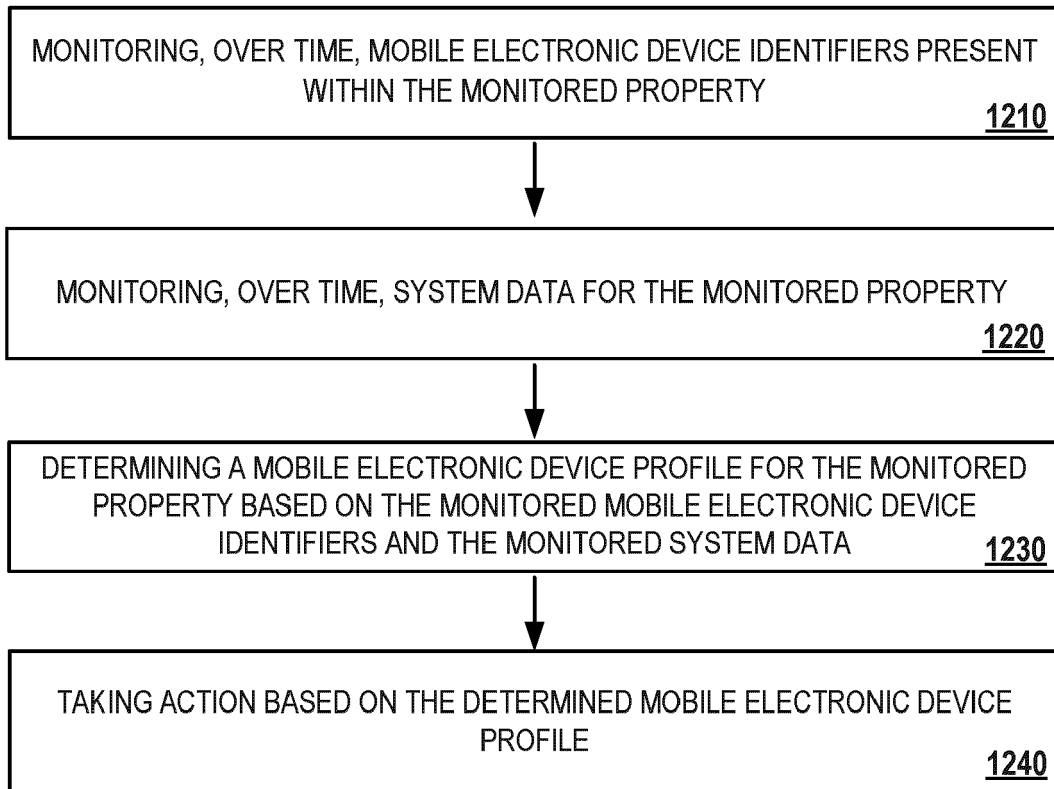 MONITORING, OVER TIME, MOBILE ELECTRONIC DEVICE IDENTIFIERS PRESENT
WITHIN THE MONITORED PROPERTY
1210
MONITORING, OVER TIME, SYSTEM DATA FOR THE MONITORED PROPERTY
1220
DETERMINING A MOBILE ELECTRONIC DEVICE PROFILE FOR THE MONITORED
PROPERTY BASED ON THE MONITORED MOBILE ELECTRONIC DEVICE
IDENTIFIERS AND THE MONITORED SYSTEM DATA
1230
TAKING ACTION BASED ON THE DETERMINED MOBILE ELECTRONIC DEVICE
PROFILE
1240